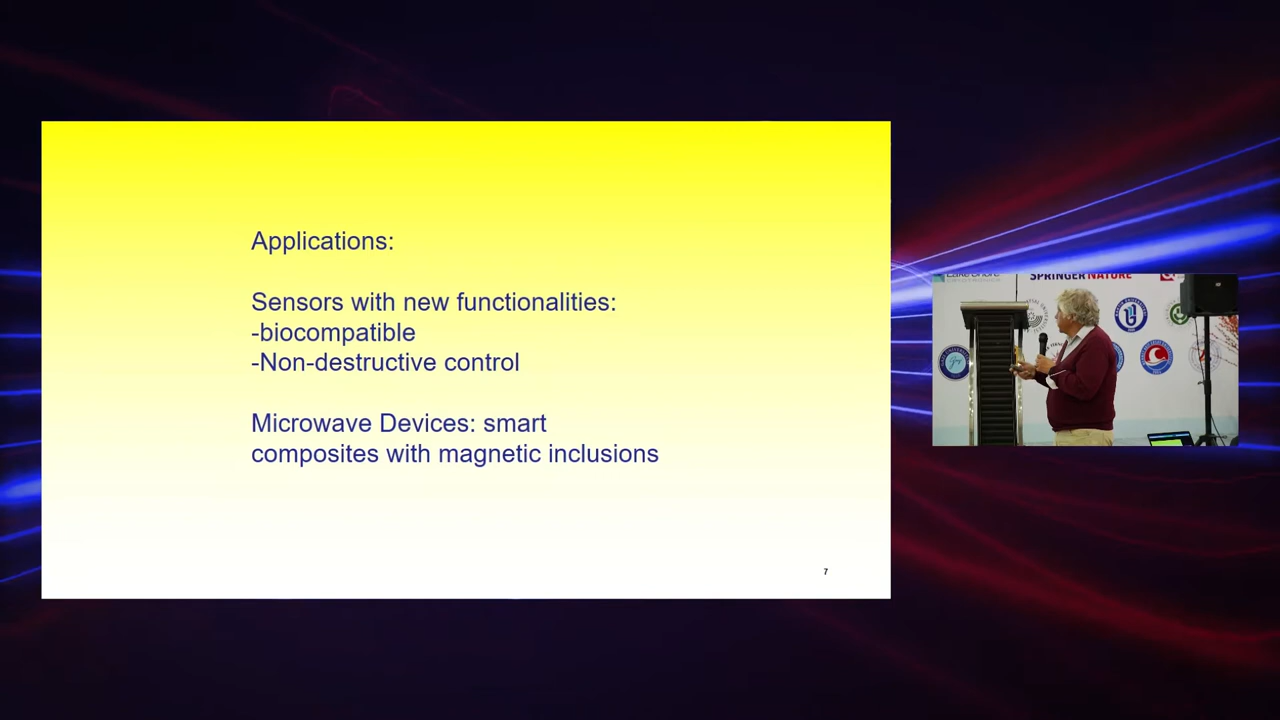 Applications:
Sensors with new functionalities:
-biocompatible
-Non-destructive control
Microwave Devices: smart
composites with magnetic inclusions
7
SPRINGER NATURE